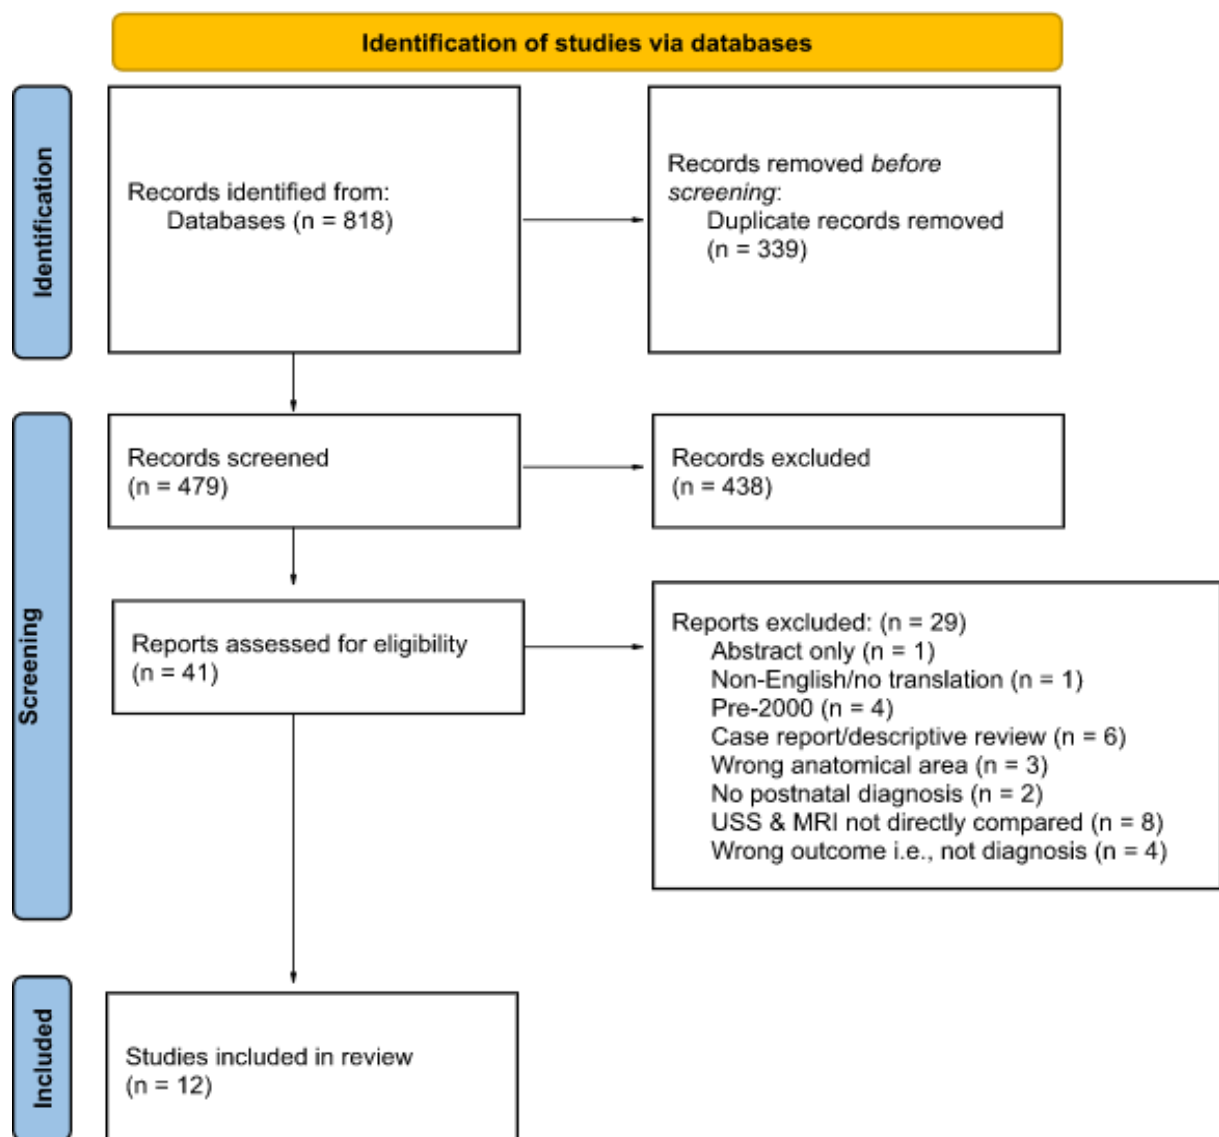 Identification of studies via databases
Identification
Records identified from:
Databases (n = 818)
Records removed before
screening:
Duplicate records removed
(n = 339)
Screening
Records screened
(n = 479)
Records excluded
(n = 438)
Reports assessed for eligibility
(n = 41)
Reports excluded: (n = 29)
Abstract only (n = 1)
Non-English/no translation (n = 1)
Pre-2000 (n = 4)
Case report/descriptive review (n = 6)
Wrong anatomical area (n = 3)
No postnatal diagnosis (n = 2)
USS & MRI not directly compared (n = 8)
Wrong outcome i.e., not diagnosis (n = 4)
Included
Studies included in review
(n = 12)